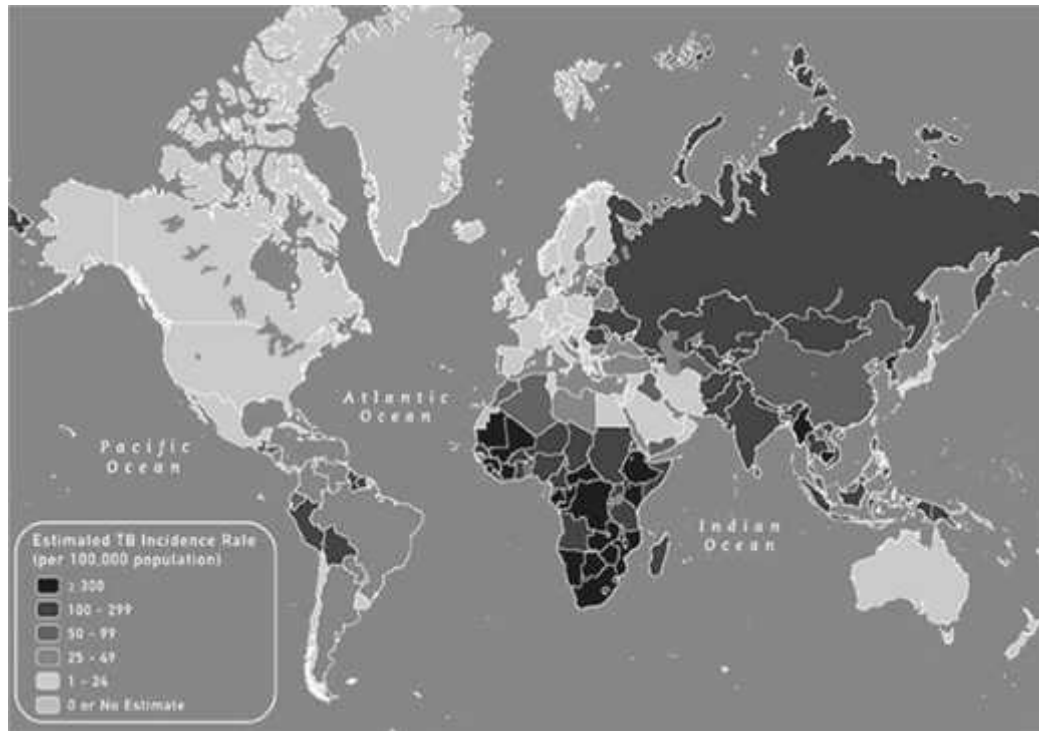 Atlantic
Ocean
Pacific
Ocean
Indian
Ocean
Estimated TB Incidence Rate
(per 100,000 population)
≥ 300
100 - 299
50 - 99
25 - 49
1 - 24
0 or No Estimate